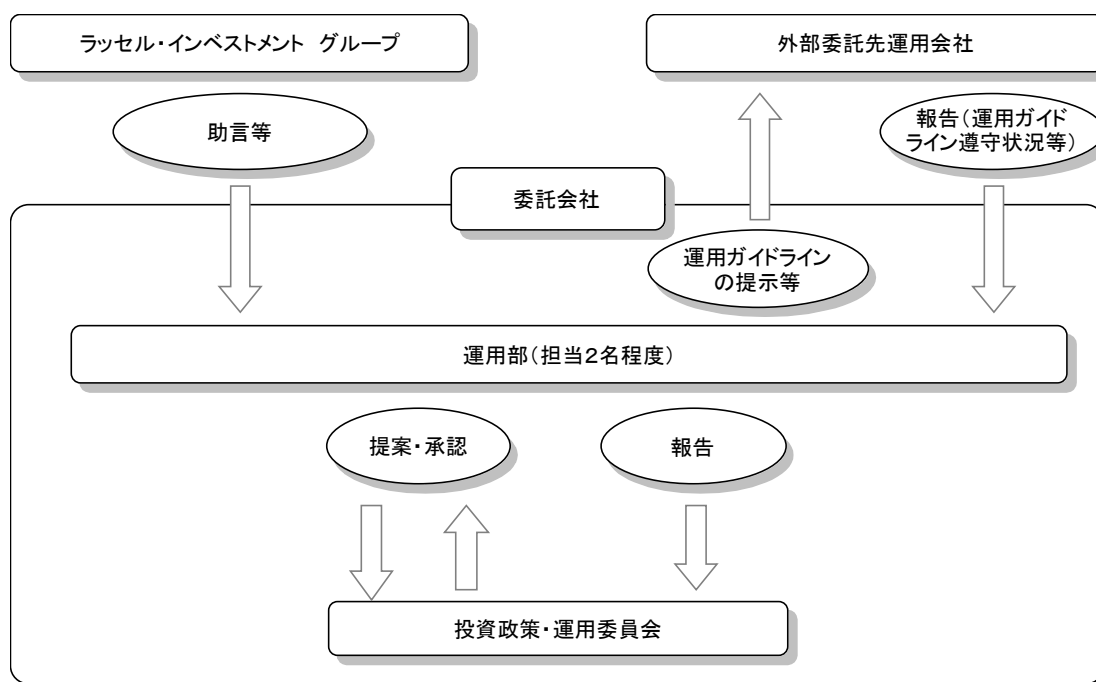 ラッセル・インベストメント グループ
外部委託先運用会社
助言等
報告(運用ガイド
ライン遵守状況等)
委託会社
運用ガイドライン
の提示等
運用部(担当2名程度)
提案・承認
報告
投資政策・運用委員会